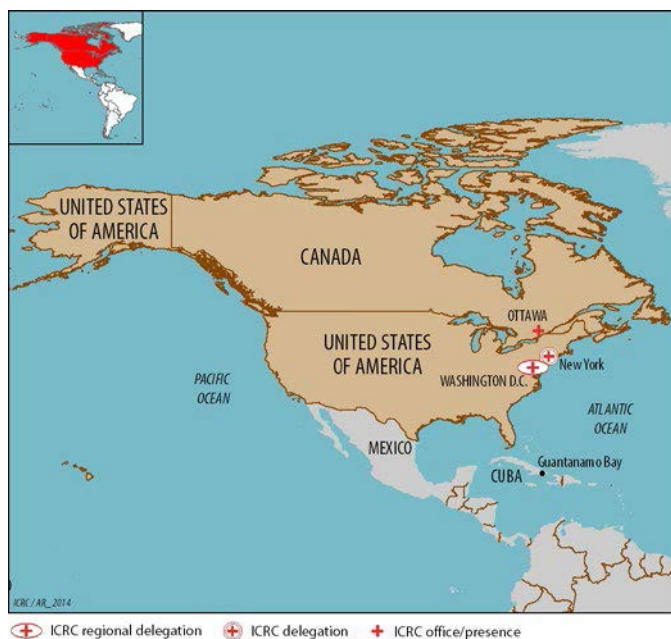 UNITED STATES
OF AMERICA
CANADA
OTTAWA
UNITED STATES
OF AMERICA
New York
WASHINGTON D.C.
PACIFIC
OCEAN
ATLANTIC
OCEAN
MEXICO
Guantanamo Bay
CUBA
ICRC / AR_2014
ICRC regional delegation
ICRC delegation
ICRC office/presence